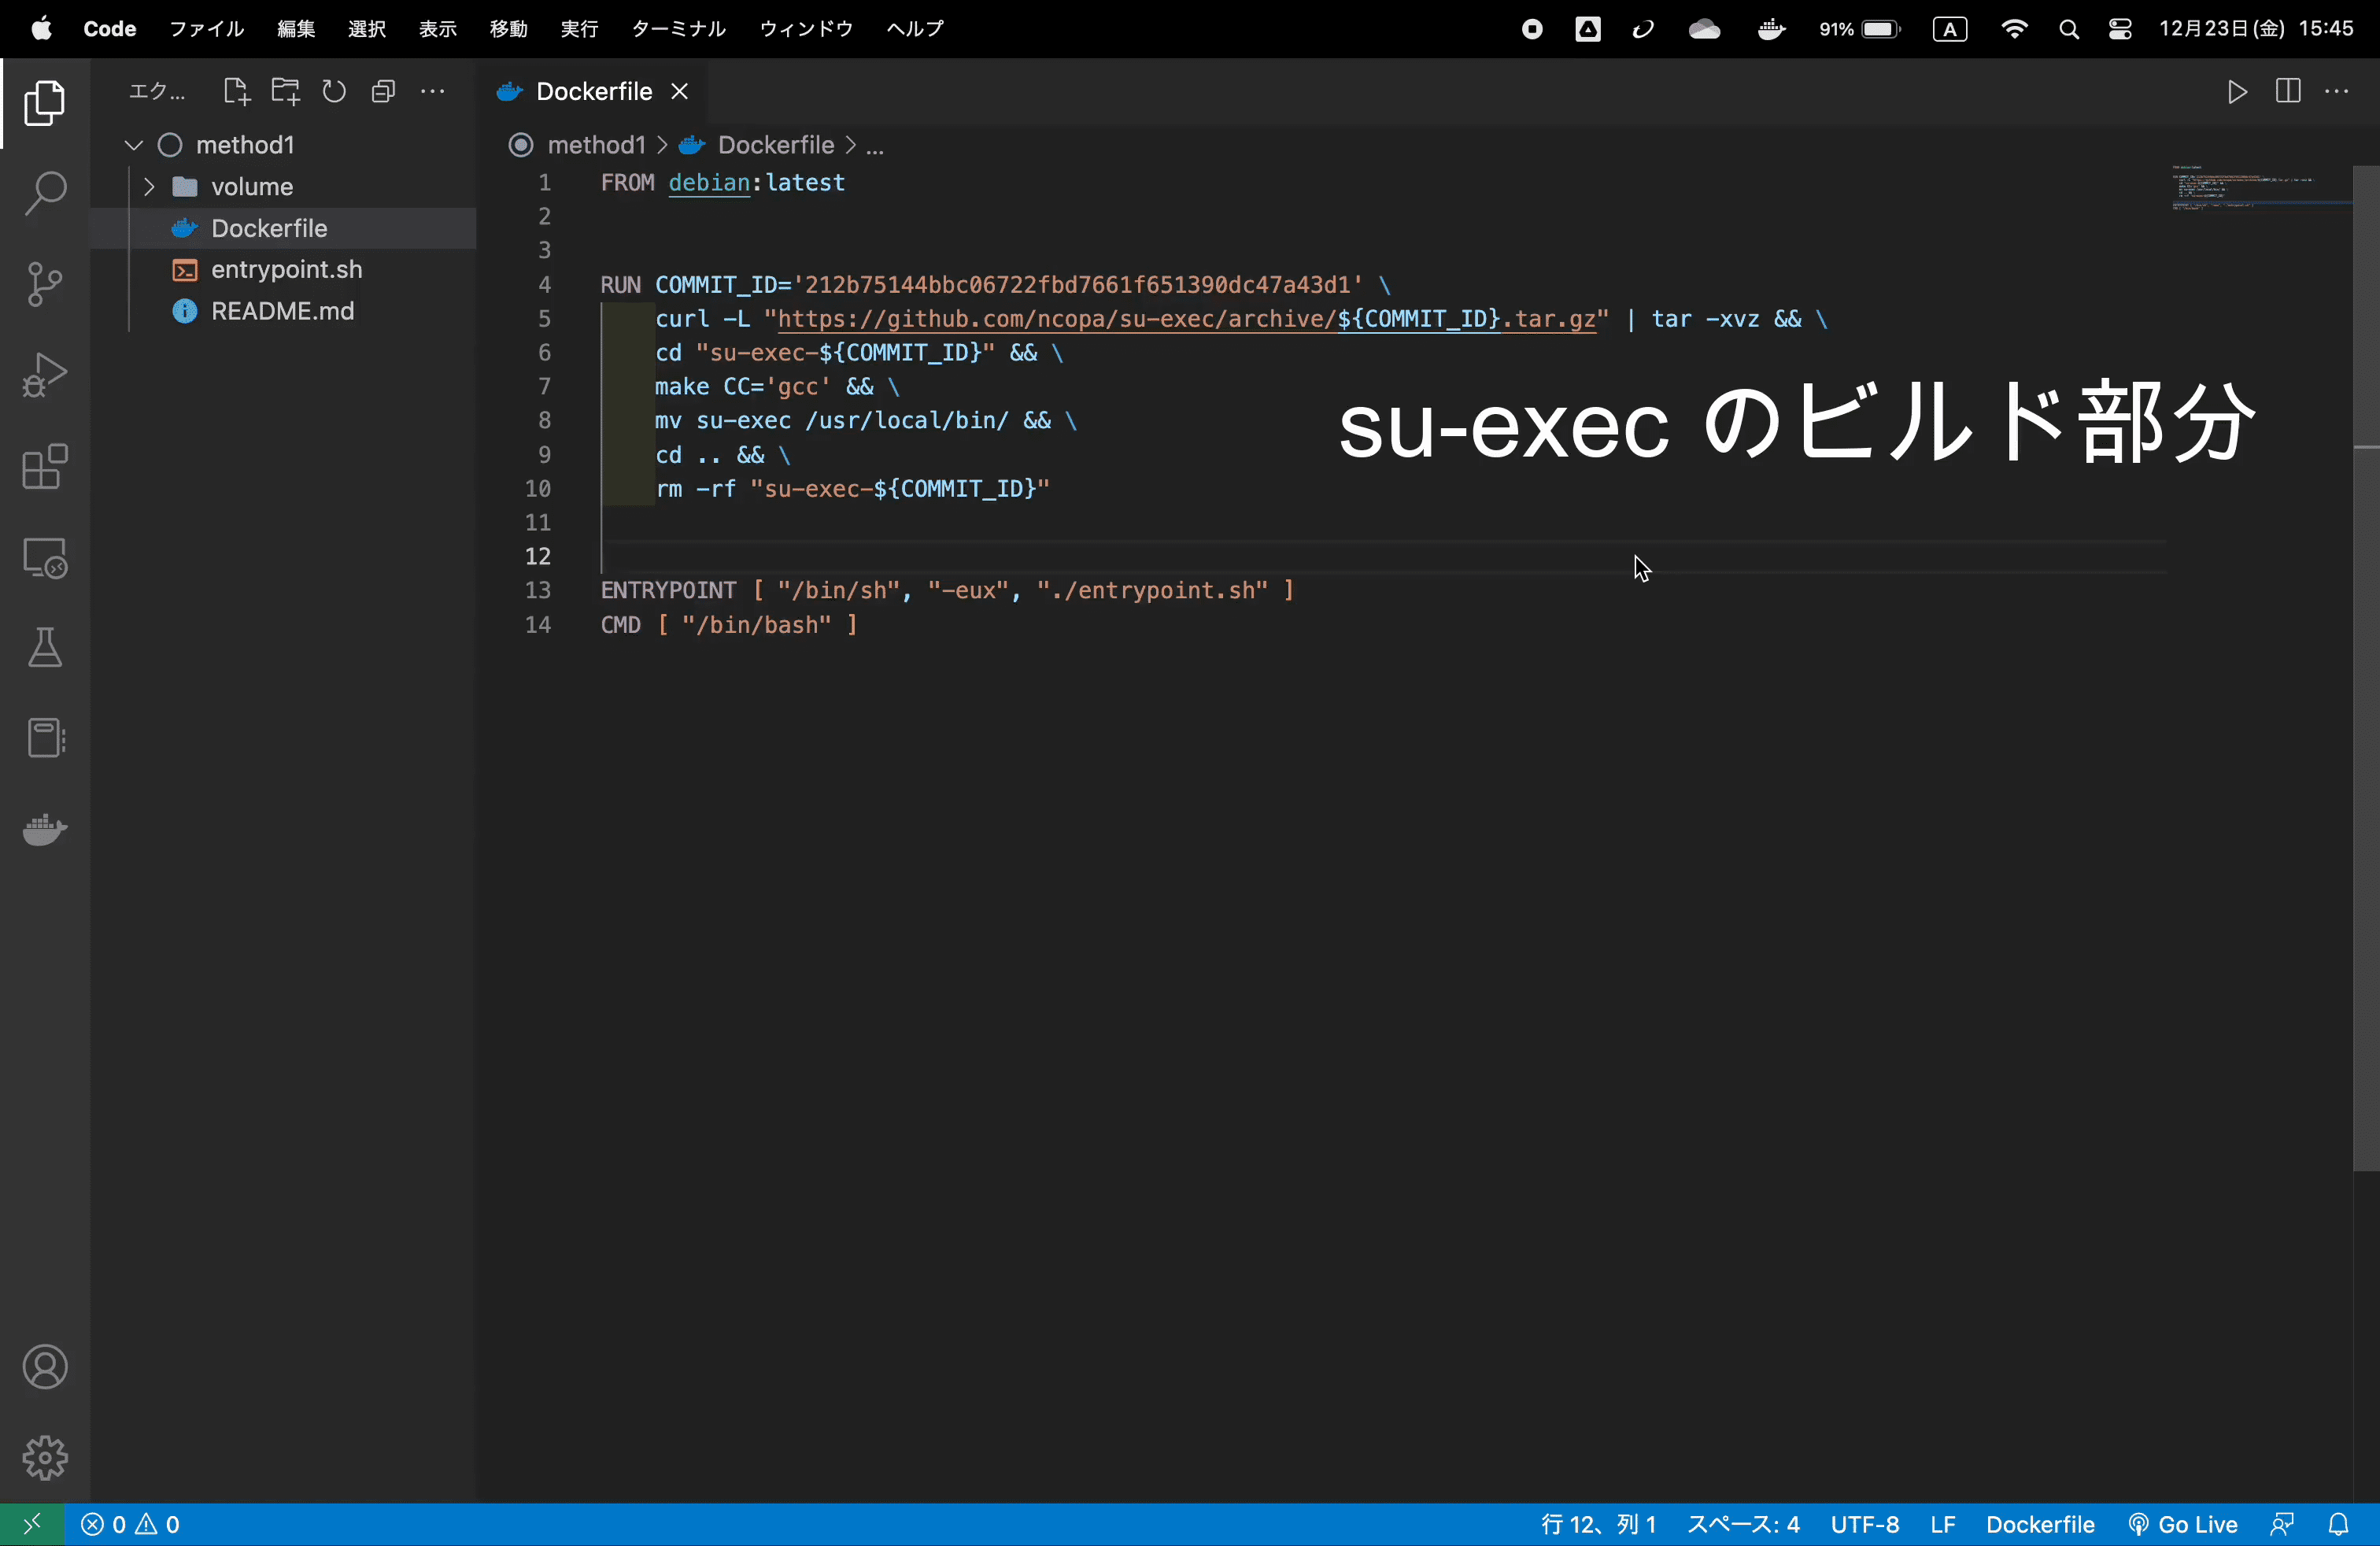 Code ファイル 編集 選択 表示 移動 実行 ターミナル ウィンドウ ヘルプ 91% A 12月23日(金) 15:45
エク... Dockerfile
method1 method1 > Dockerfile > ...
volume
Dockerfile
entrypoint.sh
README.md
1 FROM debian:latest
2
3
4 RUN COMMIT_ID='212b75144bbc06722fbd7661f651390dc47a43d1' \
5 curl -L "https://github.com/ncopa/su-exec/archive/${COMMIT_ID}.tar.gz" | tar -xvz && \
6 cd "su-exec-${COMMIT_ID}" && \
7 make CC='gcc' && \
8 mv su-exec /usr/local/bin/ && \
9 cd .. && \
10 rm -rf "su-exec-${COMMIT_ID}"
11
12
13 ENTRYPOINT [ "/bin/sh", "-eux", "./entrypoint.sh" ]
14 CMD [ "/bin/bash" ]
su-exec のビルド部分
0 0 行 12、列 1 スペース: 4 UTF-8 LF Dockerfile Go Live